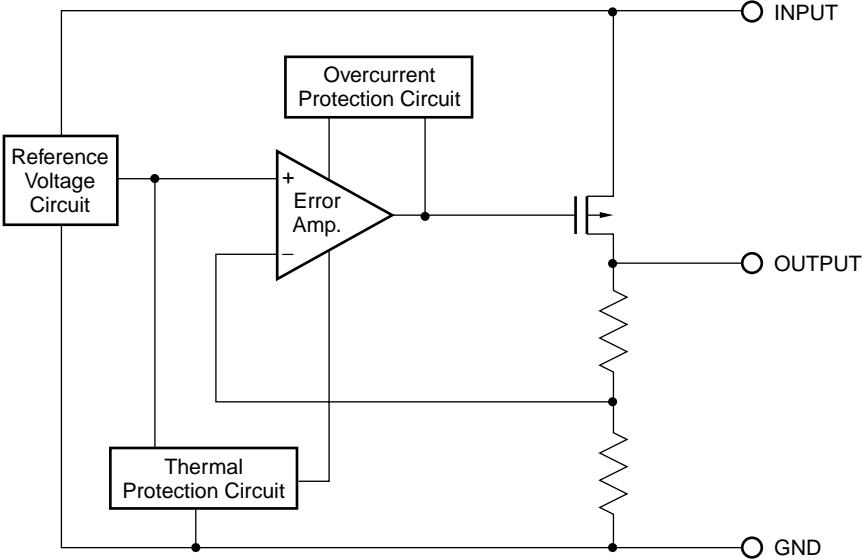 INPUT
Overcurrent
Protection Circuit
Reference
Voltage
Circuit
+
Error
Amp.
−
OUTPUT
Thermal
Protection Circuit
GND